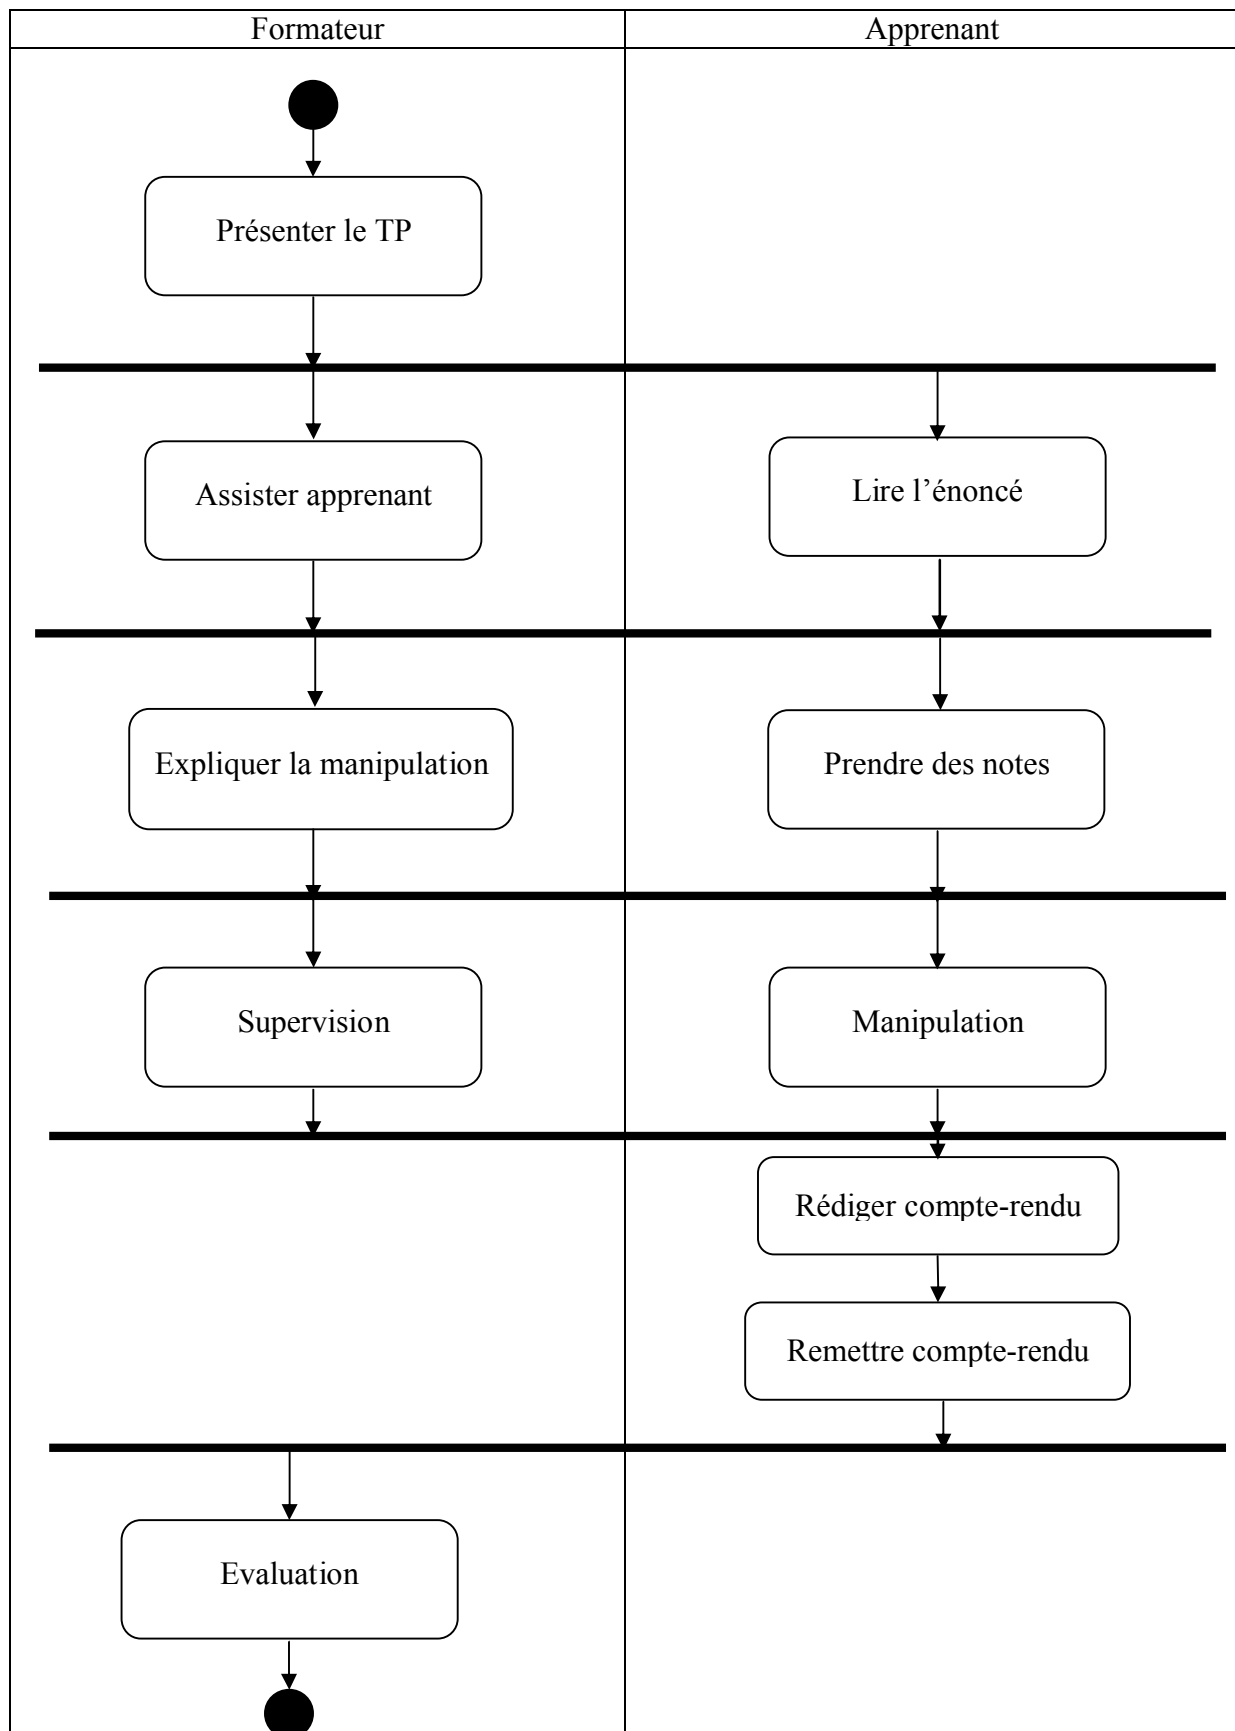 Formateur
Apprenant
Présenter le TP
Assister apprenant
Lire l’énoncé
Expliquer la manipulation
Prendre des notes
Supervision
Manipulation
Rédiger compte-rendu
Remettre compte-rendu
Evaluation